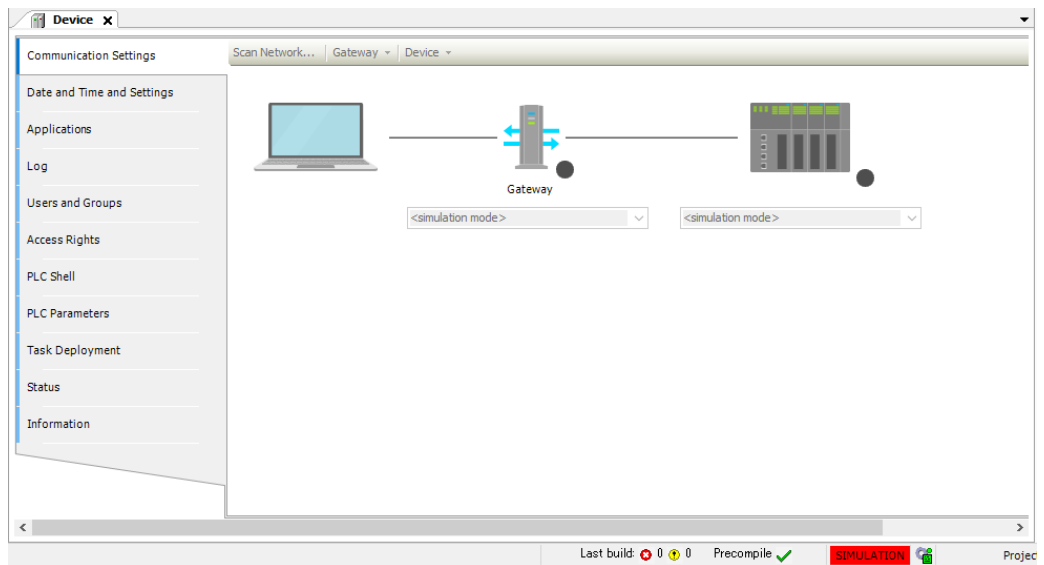 Device
Communication Settings
Scan Network... Gateway Device
Date and Time and Settings
Applications
Log
Users and Groups
Access Rights
PLC Shell
PLC Parameters
Task Deployment
Status
Information
Gateway
<simulation mode> <simulation mode>
Last build: 0 0 Precompile SIMULATION Projec